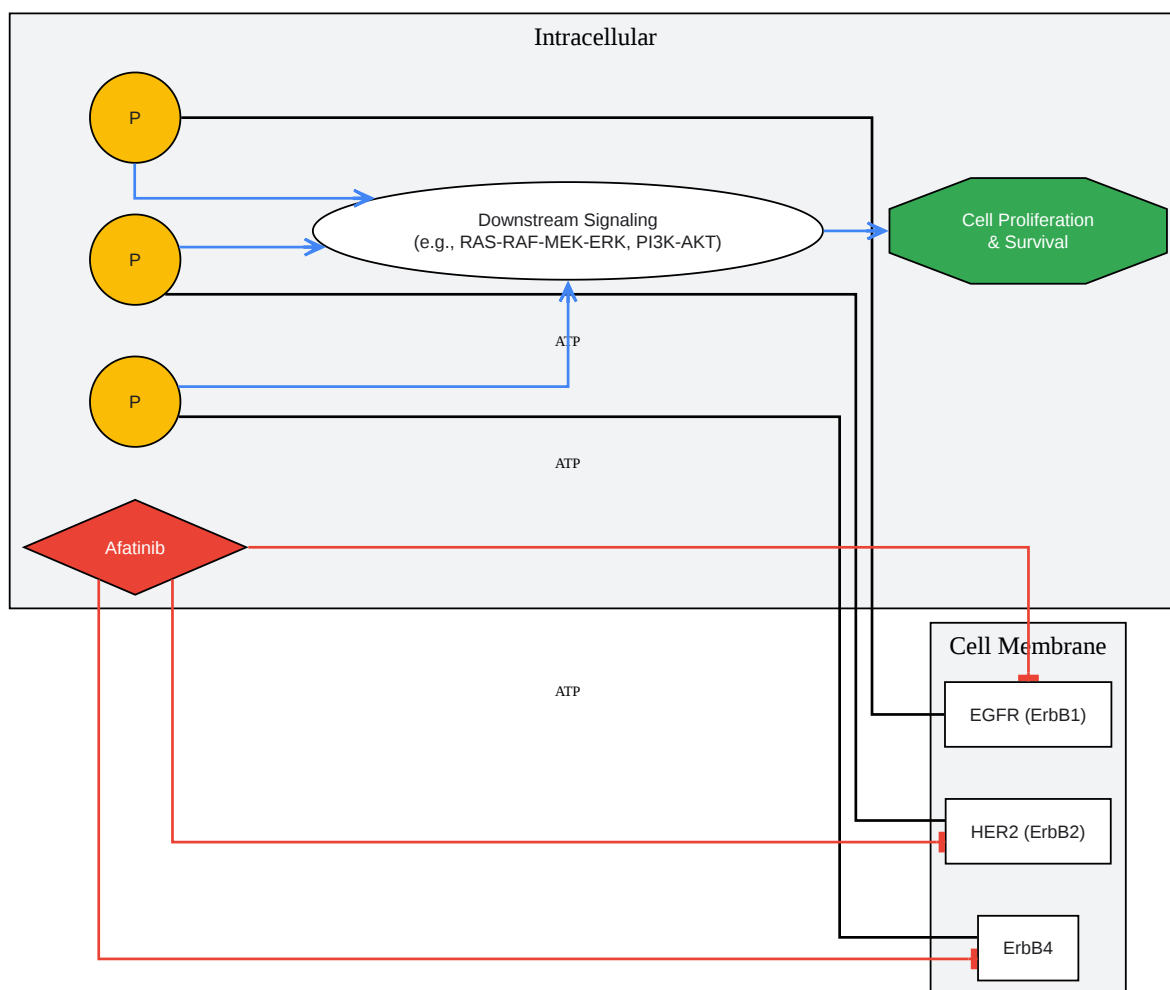 Intracellular
P
Downstream Signaling
(e.g., RAS-RAF-MEK-ERK, PI3K-AKT)
Cell Proliferation
& Survival
P
ATP
P
ATP
Afatinib
Cell Membrane
ATP
EGFR (ErbB1)
HER2 (ErbB2)
ErbB4